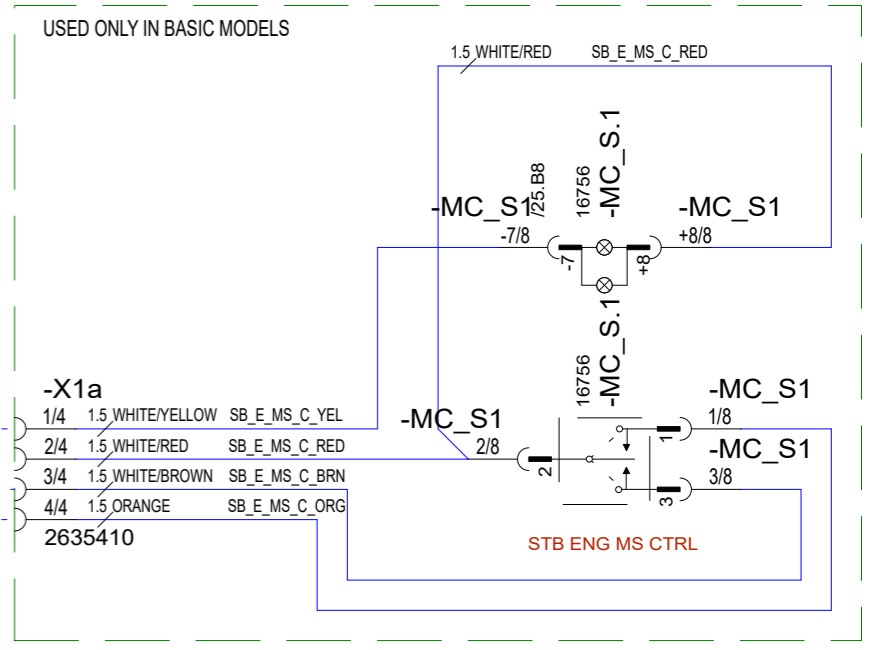 USED ONLY IN BASIC MODELS
1.5 WHITE/RED SB_E_MS_C_RED
/25.B8
16756
-MC_S.1
-MC_S1
-7/8
-MC_S1
+8/8
-7
+8
16756
-MC_S.1
-X1a
1/4 1.5 WHITE/YELLOW SB_E_MS_C_YEL
2/4 1.5 WHITE/RED SB_E_MS_C_RED
3/4 1.5 WHITE/BROWN SB_E_MS_C_BRN
4/4 1.5 ORANGE SB_E_MS_C_ORG
2635410
-MC_S1
2/8
2
-MC_S1
1/8
1
-MC_S1
3/8
3
STB ENG MS CTRL